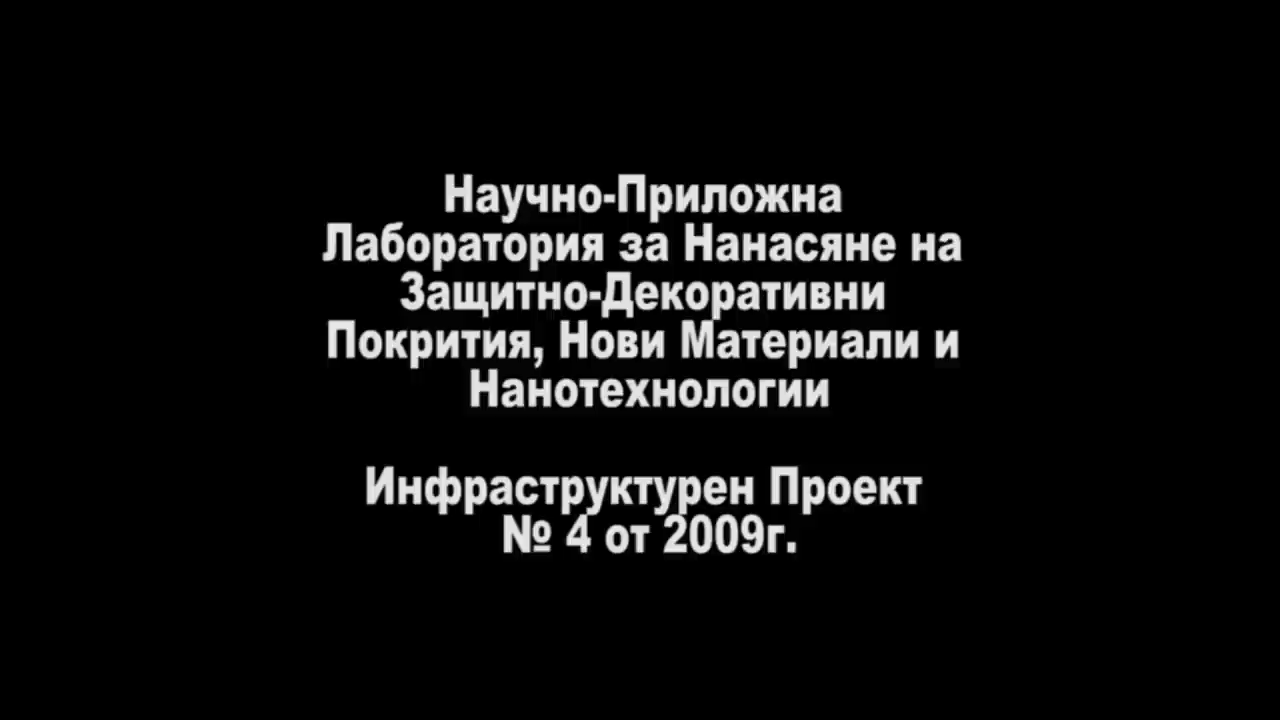 Научно-Приложна
Лаборатория за Нанасяне на
Защитно-Декоративни
Покрития, Нови Материали и
Нанотехнологии
Инфраструктурен Проект
№ 4 от 2009г.